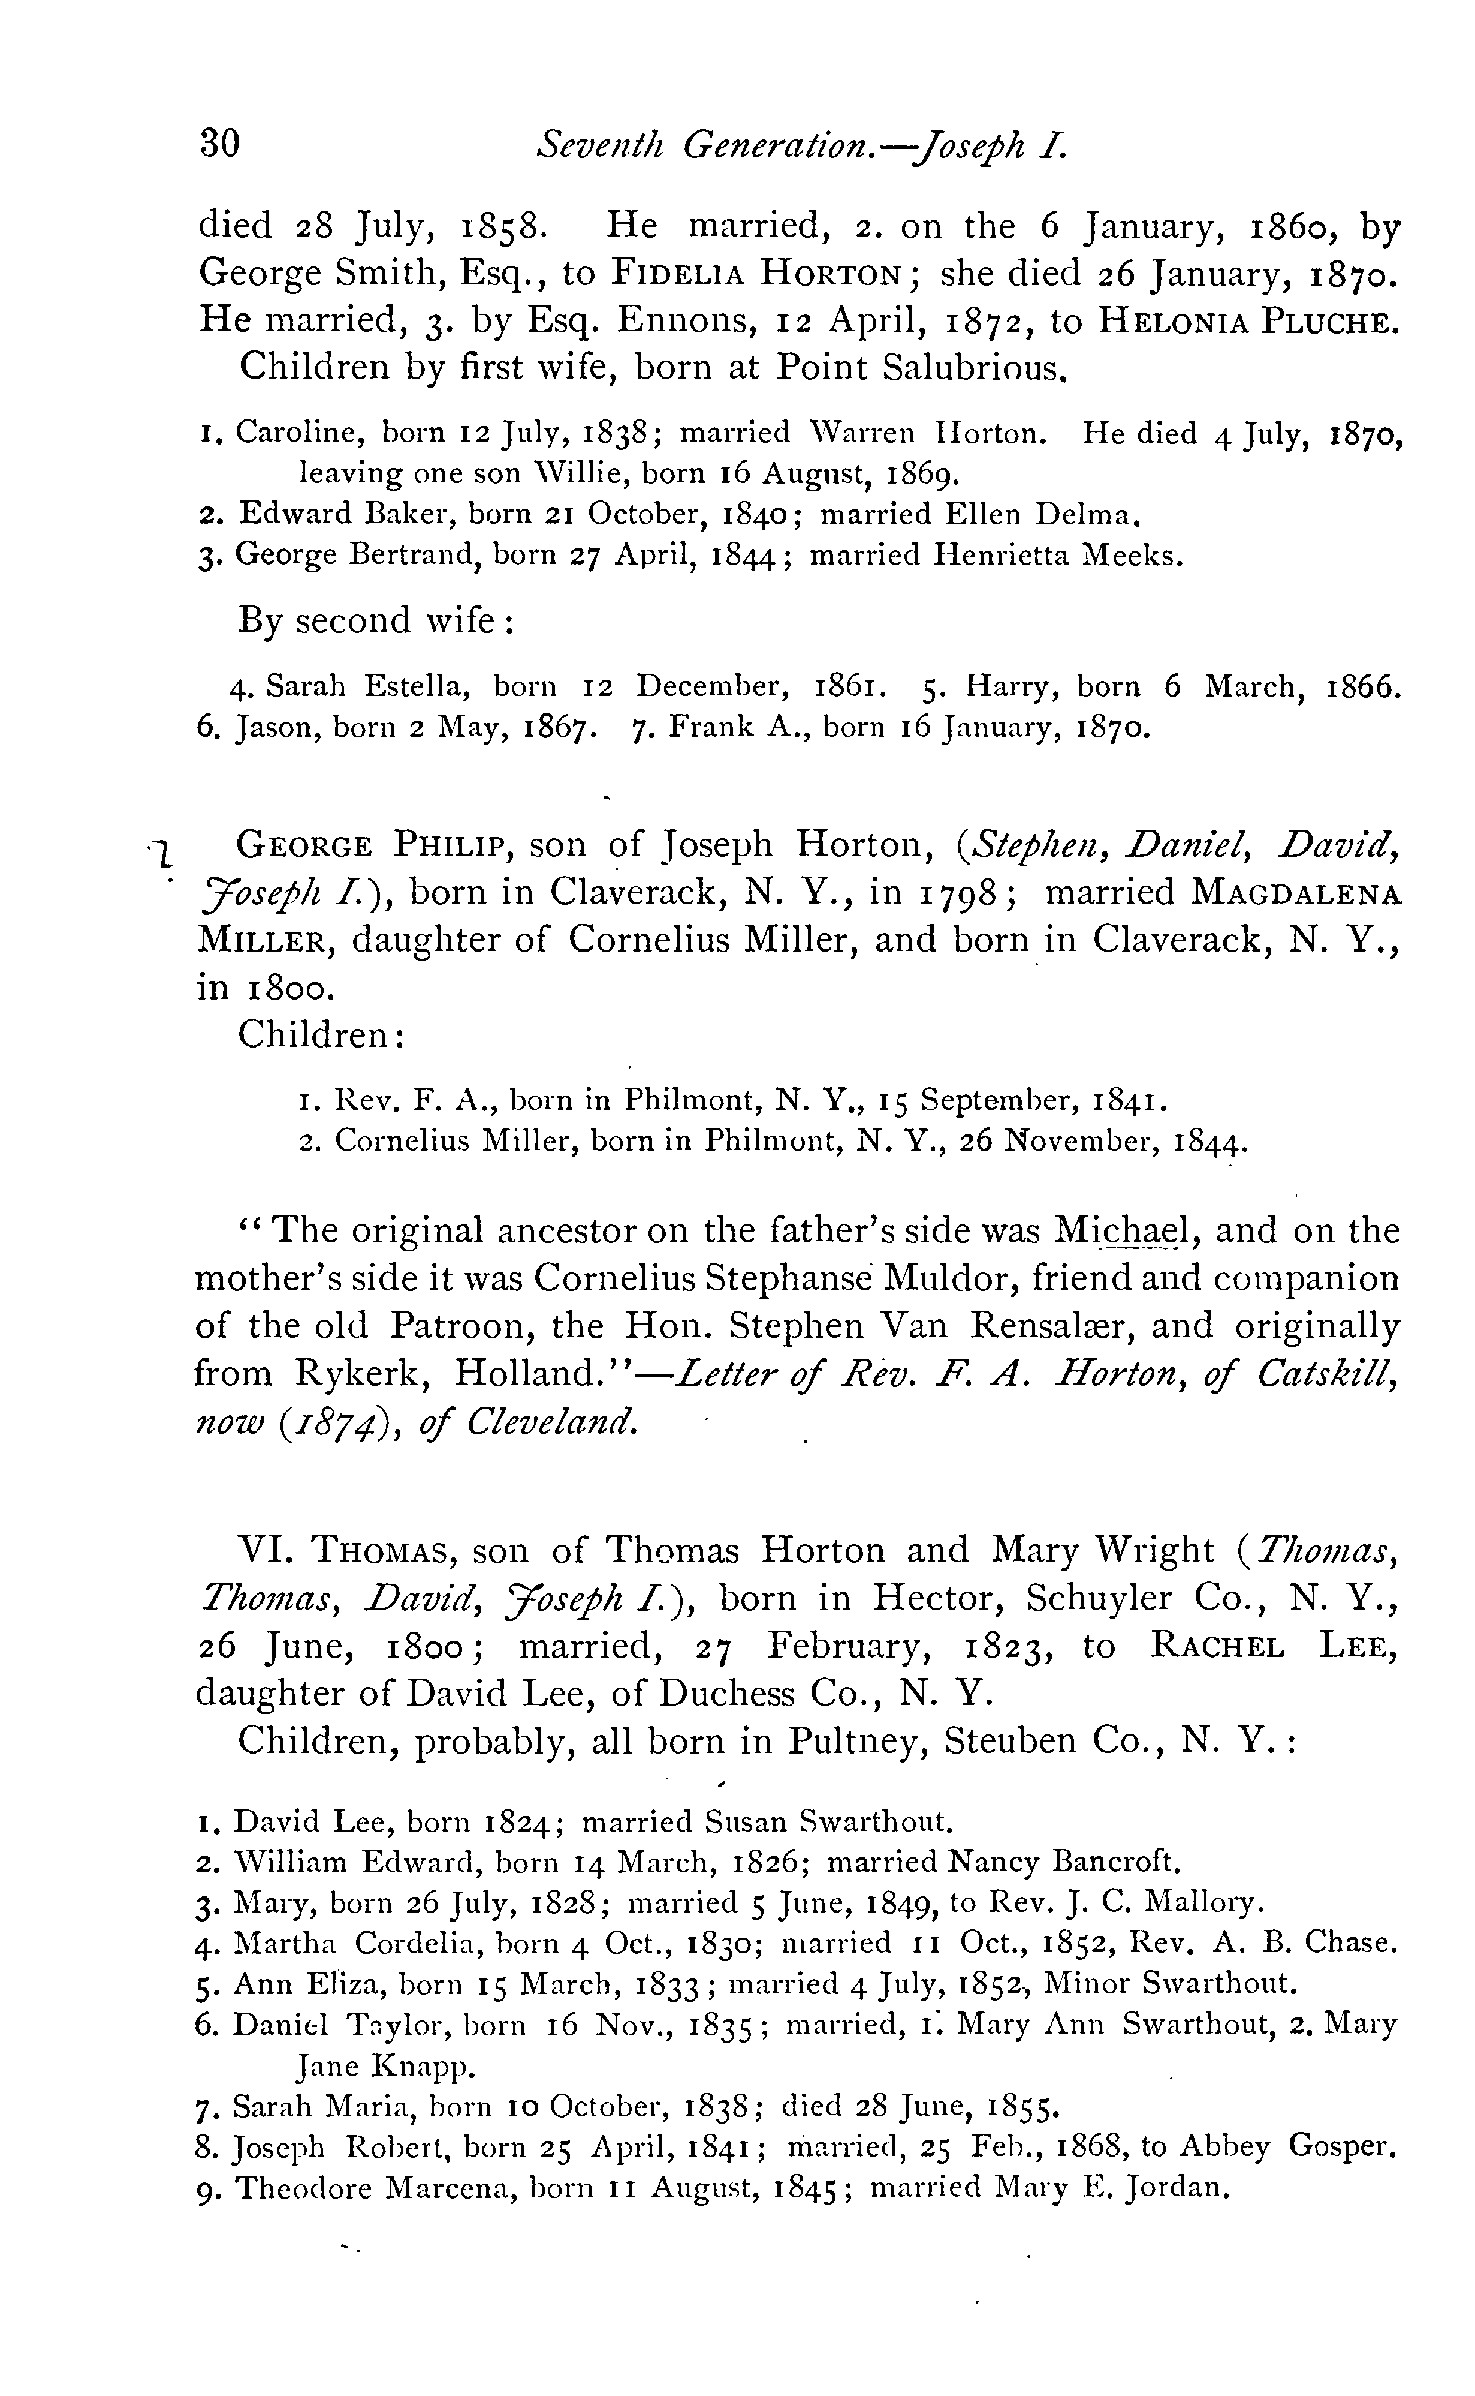 30 Seventh Generation.—Joseph I.
died 28 July, 1858. He married, 2. on the 6 January, 1860, by
George Smith, Esq., to FIDELIA HORTON; she died 26 January, 1870.
He married, 3. by Esq. Ennons, 12 April, 1872, to HELONIA PLUCHE.
Children by first wife, born at Point Salubrious.
1. Caroline, born 12 July, 1838; married Warren Horton. He died 4 July, 1870,
leaving one son Willie, born 16 August, 1869.
2. Edward Baker, born 21 October, 1840; married Ellen Delma.
3. George Bertrand, born 27 April, 1844; married Henrietta Meeks.
By second wife:
4. Sarah Estella, born 12 December, 1861. 5. Harry, born 6 March, 1866.
6. Jason, born 2 May, 1867. 7. Frank A., born 16 January, 1870.
GEORGE PHILIP, son of Joseph Horton, (Stephen, Daniel, David,
Joseph I.), born in Claverack, N. Y., in 1798; married MAGDALENA
MILLER, daughter of Cornelius Miller, and born in Claverack, N. Y.,
in 1800.
Children:
1. Rev. F. A., born in Philmont, N. Y., 15 September, 1841.
2. Cornelius Miller, born in Philmont, N. Y., 26 November, 1844.
"The original ancestor on the father's side was Michael, and on the
mother's side it was Cornelius Stephanse Muldor, friend and companion
of the old Patroon, the Hon. Stephen Van Rensalær, and originally
from Rykerk, Holland."—Letter of Rev. F. A. Horton, of Catskill,
now (1874), of Cleveland.
VI. THOMAS, son of Thomas Horton and Mary Wright (Thomas,
Thomas, David, Joseph I.), born in Hector, Schuyler Co., N. Y.,
26 June, 1800; married, 27 February, 1823, to RACHEL LEE,
daughter of David Lee, of Duchess Co., N. Y.
Children, probably, all born in Pultney, Steuben Co., N. Y.:
1. David Lee, born 1824; married Susan Swarthout.
2. William Edward, born 14 March, 1826; married Nancy Bancroft.
3. Mary, born 26 July, 1828; married 5 June, 1849, to Rev. J. C. Mallory.
4. Martha Cordelia, born 4 Oct., 1830; married 11 Oct., 1852, Rev. A. B. Chase.
5. Ann Eliza, born 15 March, 1833; married 4 July, 1852, Minor Swarthout.
6. Daniel Taylor, born 16 Nov., 1835; married, 1. Mary Ann Swarthout, 2. Mary
Jane Knapp.
7. Sarah Maria, born 10 October, 1838; died 28 June, 1855.
8. Joseph Robert, born 25 April, 1841; married, 25 Feb., 1868, to Abbey Gosper.
9. Theodore Marcena, born 11 August, 1845; married Mary E. Jordan.